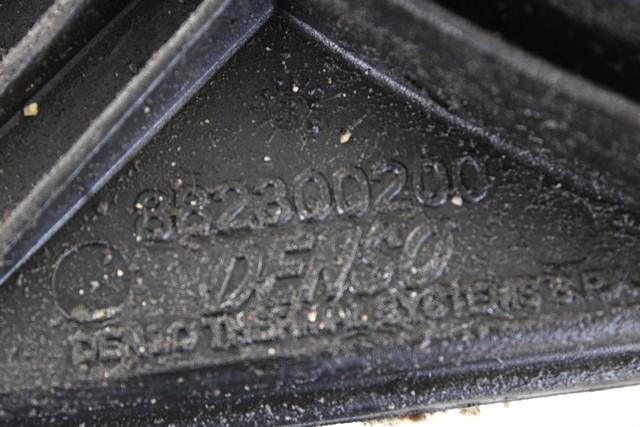 882300200
DENSO
DENSO THERMAL SYSTEMS S.P.